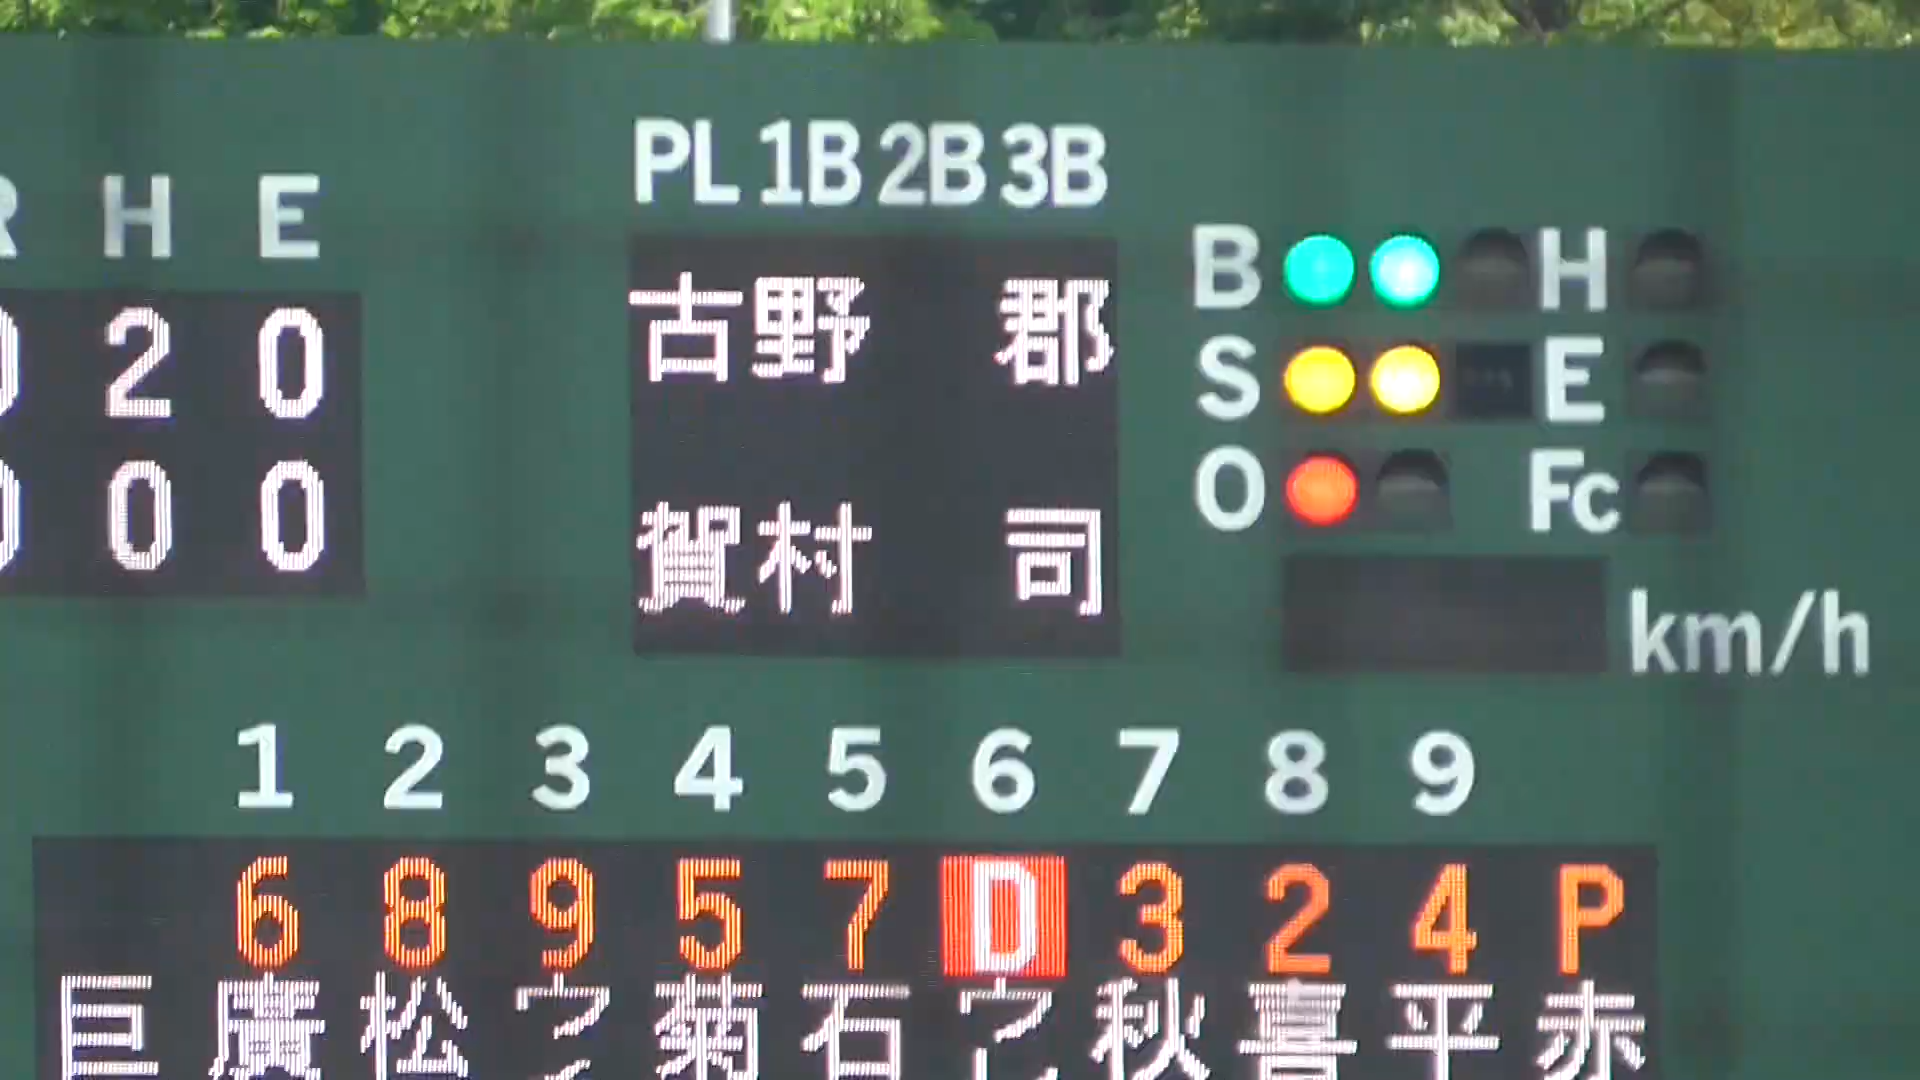 PL 1B 2B 3B
H E
2 0
0 0
古野 郡
賀村 司
B H
S E
O Fc
km/h
1 2 3 4 5 6 7 8 9
6 8 9 5 7 D 3 2 4 P
巨 廣 松 ウ 菊 石 ウ 秋 喜 平 赤